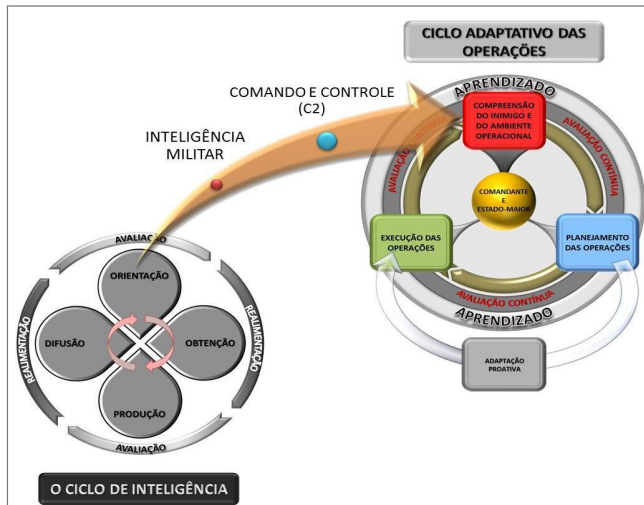 CICLO ADAPTATIVO DAS
OPERAÇÕES
APRENDIZADO
COMPREENSÃO
DO INIMIGO E
DO AMBIENTE
OPERACIONAL
AVALIAÇÃO CONTÍNUA
AVALIAÇÃO CONTÍNUA
COMANDANTE
E
ESTADO-MAIOR
EXECUÇÃO DAS
OPERAÇÕES
PLANEJAMENTO
DAS OPERAÇÕES
AVALIAÇÃO CONTÍNUA
APRENDIZADO
ADAPTAÇÃO
PROATIVA
COMANDO E CONTROLE
(C2)
INTELIGÊNCIA
MILITAR
AVALIAÇÃO
ORIENTAÇÃO
REALIMENTAÇÃO
DIFUSÃO
OBTENÇÃO
REALIMENTAÇÃO
PRODUÇÃO
AVALIAÇÃO
O CICLO DE INTELIGÊNCIA